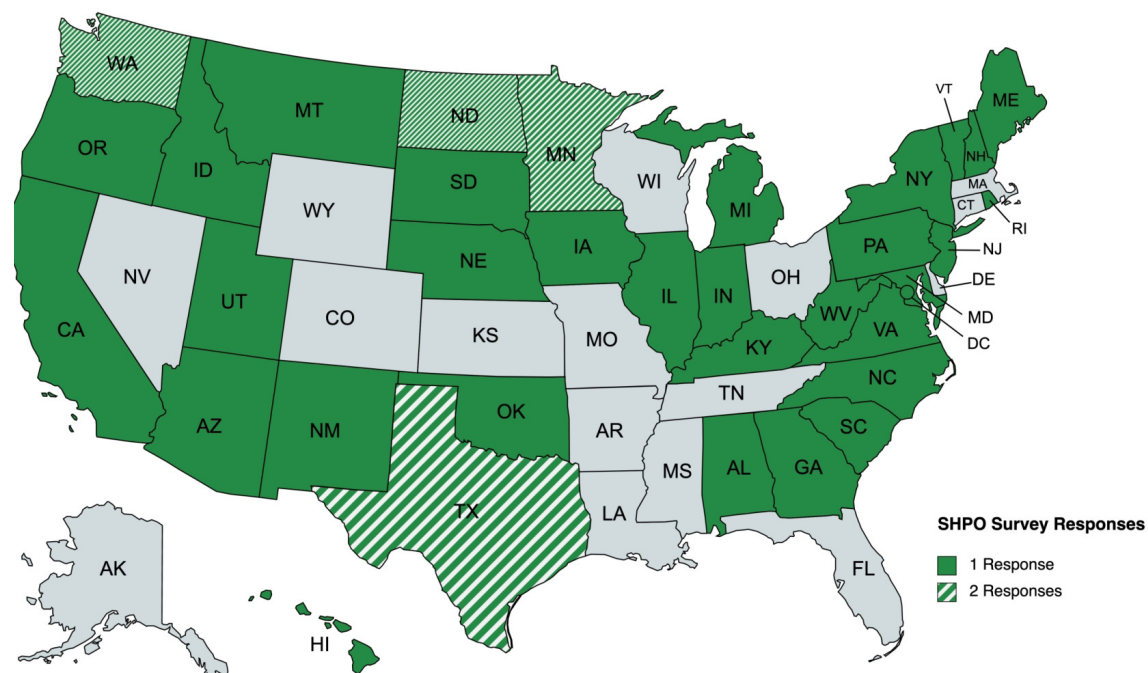 WA
MT
ND
MN
OR
ID
SD
WY
WI
MI
VT
ME
NH
NY
MA
CT
RI
NV
UT
CO
NE
IA
IL
IN
OH
PA
NJ
DE
MD
DC
CA
KS
MO
KY
WV
VA
AZ
NM
OK
AR
TN
NC
SC
TX
LA
MS
AL
GA
FL
AK
HI
SHPO Survey Responses
1 Response
2 Responses